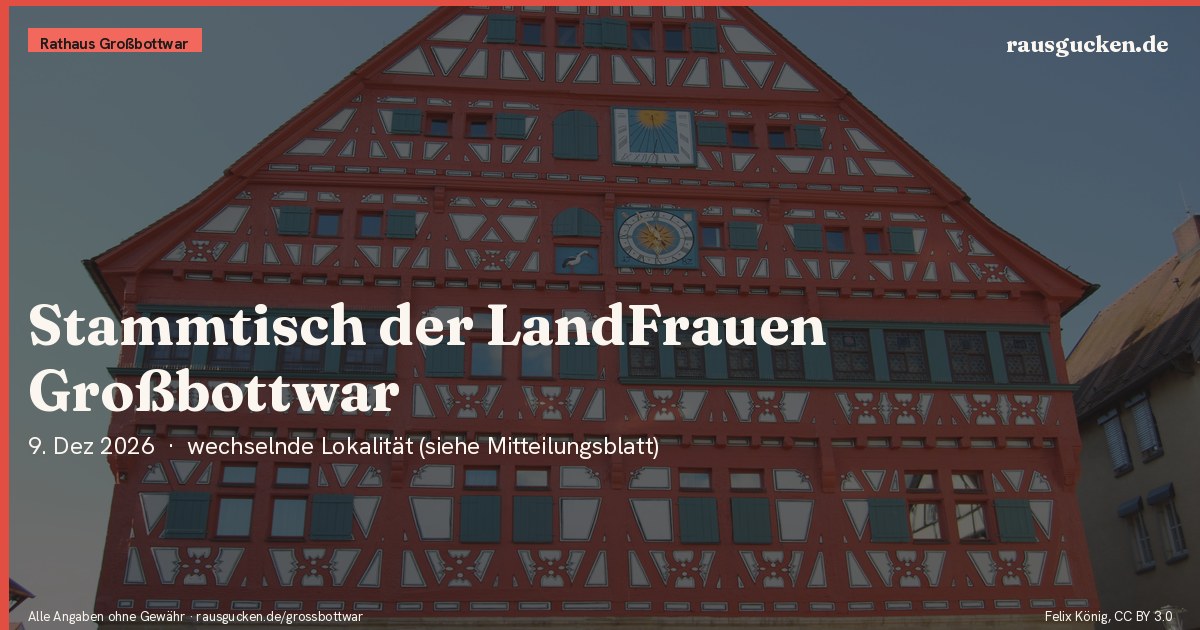 Rathaus Großbottwar
rausgucken.de
Stammtisch der LandFrauen
Großbottwar
9. Dez 2026 · wechselnde Lokalität (siehe Mitteilungsblatt)
Alle Angaben ohne Gewähr · rausgucken.de/grossbottwar
Felix König, CC BY 3.0